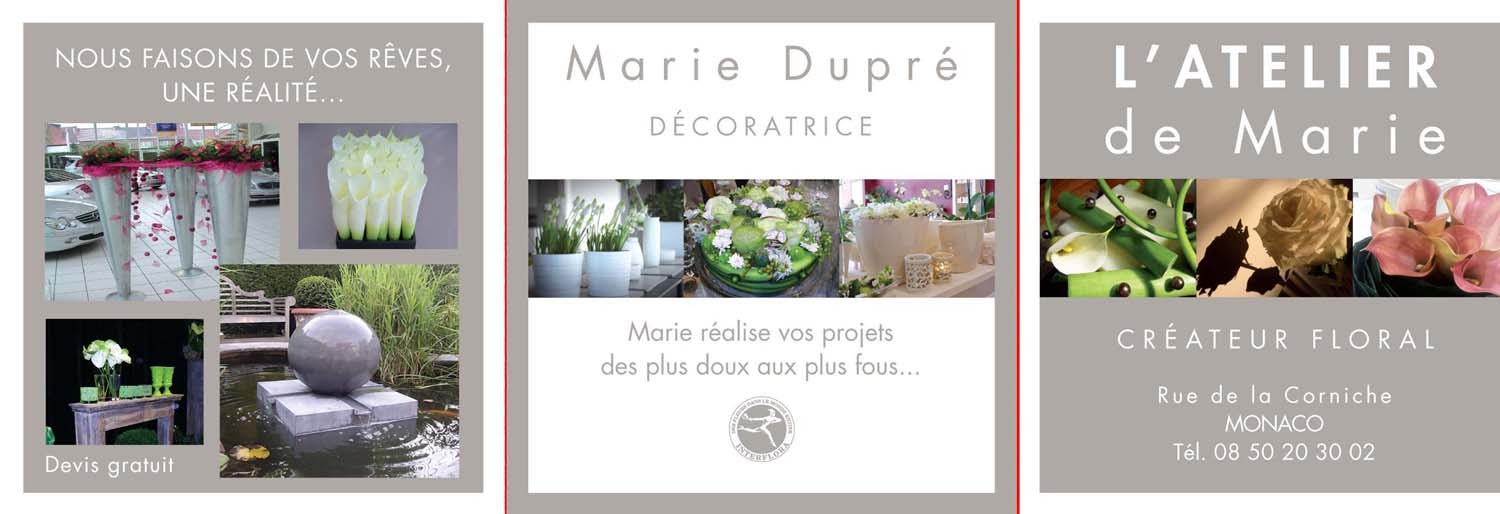 NOUS FAISONS DE VOS RÊVES,
UNE RÉALITÉ...
Devis gratuit
Marie Dupré
DÉCORATRICE
Marie réalise vos projets
des plus doux aux plus fous...
INTERFLORA
L'ATELIER
de Marie
CRÉATEUR FLORAL
Rue de la Corniche
MONACO
Tél. 08 50 20 30 02